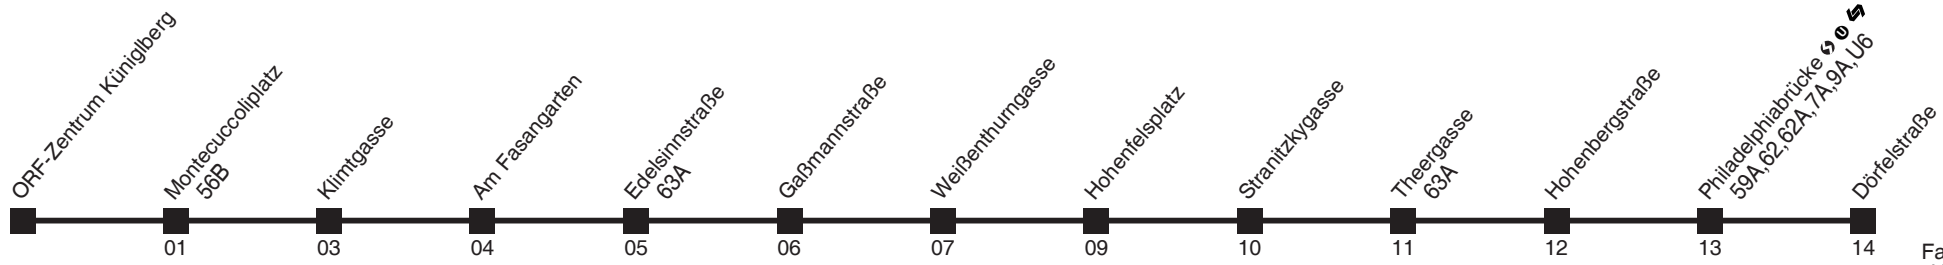 ORF-Zentrum Küniglberg
Montecuccoliplatz
56B
Klimtgasse
Am Fasangarten
Edelsinnstraße
63A
Gaßmannstraße
Weißenthurngasse
Hohenfelsplatz
Stranitzkygasse
Theergasse
63A
Hohenbergstraße
Philadelphiabrücke
59A,62,62A,7A,9A,U6
Dörfelstraße
01 03 04 05 06 07 09 10 11 12 13 14
Fa